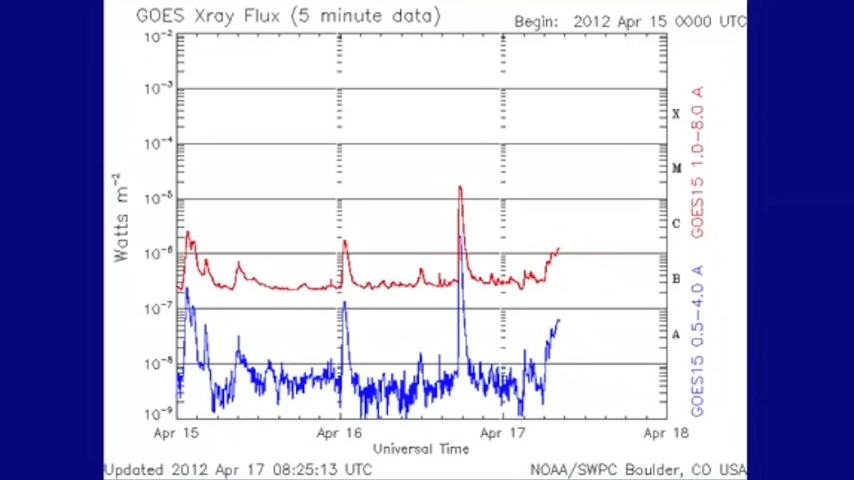 GOES Xray Flux (5 minute data)
Begin: 2012 Apr 15 0000 UTC
10⁻²
10⁻³
10⁻⁴
10⁻⁵
10⁻⁶
10⁻⁷
10⁻⁸
10⁻⁹
Watts m⁻²
X
M
C
B
A
GOES15 1.0-8.0 A
GOES15 0.5-4.0 A
Apr 15
Apr 16
Apr 17
Apr 18
Universal Time
Updated 2012 Apr 17 08:25:13 UTC
NOAA/SWPC Boulder, CO USA